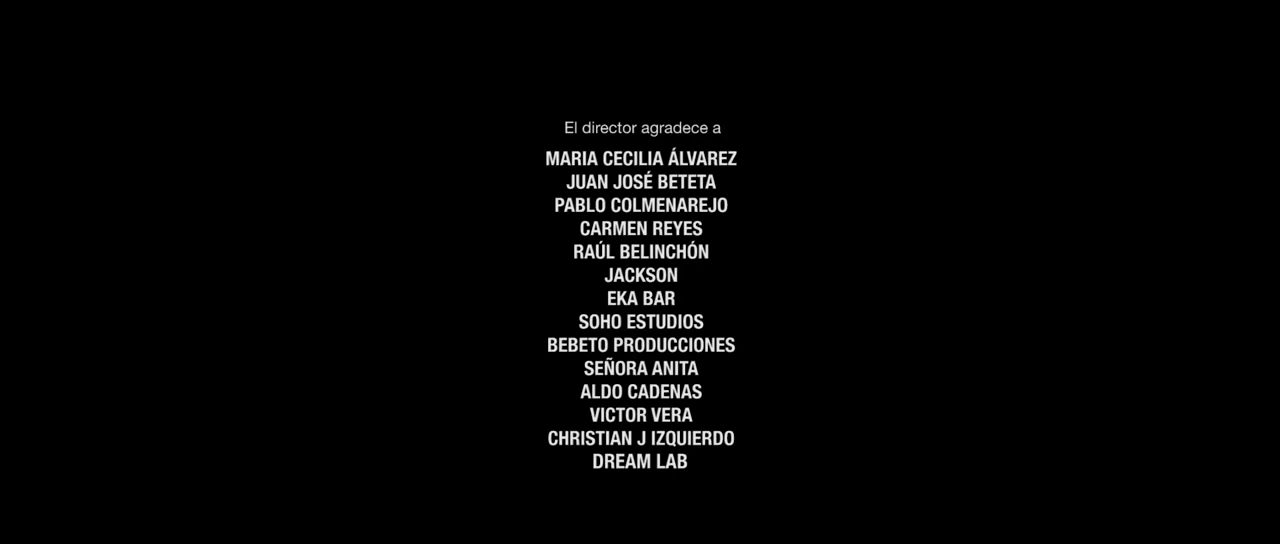 El director agradece a
MARIA CECILIA ÁLVAREZ
JUAN JOSÉ BETETA
PABLO COLMENAREJO
CARMEN REYES
RAÚL BELINCHÓN
JACKSON
EKA BAR
SOHO ESTUDIOS
BEBETO PRODUCCIONES
SEÑORA ANITA
ALDO CADENAS
VICTOR VERA
CHRISTIAN J IZQUIERDO
DREAM LAB